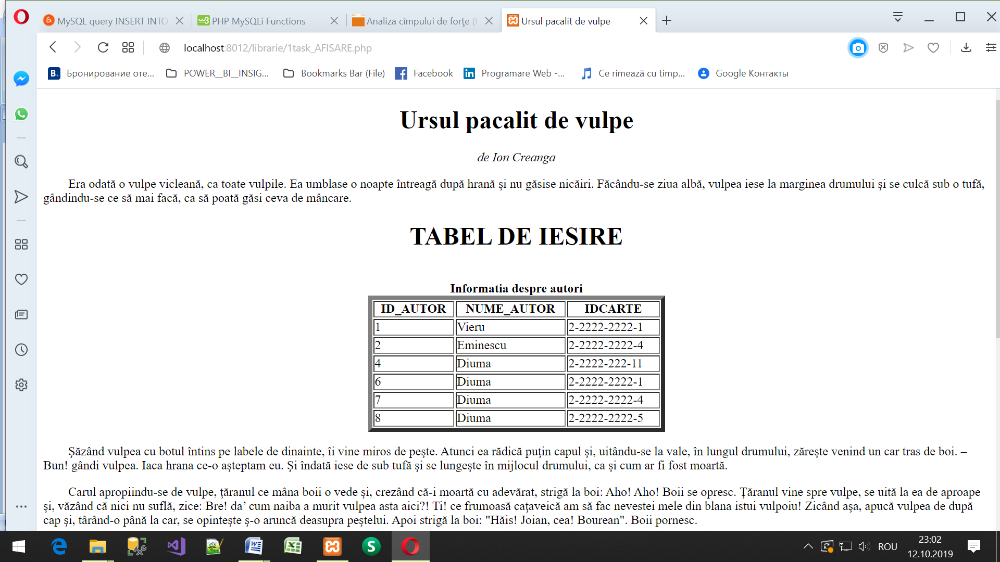 MySQL query INSERT INTO
PHP MySQLi Functions
Analiza cîmpului de forţe (F
Ursul pacalit de vulpe
localhost:8012/librarie/1task_AFISARE.php
B. Бронирование оте...
POWER__BI__INSIG...
Bookmarks Bar (File)
Facebook
in Programare Web -...
Ce rimează cu timp...
Google Контакты
Ursul pacalit de vulpe
de Ion Creanga
Era odată o vulpe vicleană, ca toate vulpile. Ea umblase o noapte întreagă după hrană şi nu găsise nicăiri. Făcându-se ziua albă, vulpea iese la marginea drumului şi se culcă sub o tufă,
gândindu-se ce să mai facă, ca să poată găsi ceva de mâncare.
TABEL DE IESIRE
Informatia despre autori
ID_AUTOR NUME_AUTOR IDCARTE
1 Vieru 2-2222-2222-1
2 Eminescu 2-2222-2222-4
4 Diuma 2-2222-222-11
6 Diuma 2-2222-2222-1
7 Diuma 2-2222-2222-4
8 Diuma 2-2222-2222-5
Şăzând vulpea cu botul întins pe labele de dinainte, îi vine miros de peşte. Atunci ea rădică puţin capul şi, uitându-se la vale, în lungul drumului, zăreşte venind un car tras de boi. –
Bun! gândi vulpea. Iaca hrana ce-o aşteptam eu. Şi îndată iese de sub tufă şi se lungeşte în mijlocul drumului, ca şi cum ar fi fost moartă.
Carul apropiindu-se de vulpe, ţăranul ce mâna boii o vede şi, crezând că-i moartă cu adevărat, strigă la boi: Aho! Aho! Boii se opresc. Ţăranul vine spre vulpe, se uită la ea de aproape
şi, văzând că nici nu suflă, zice: Bre! da’ cum naiba a murit vulpea asta aici?! Ti! ce frumoasă caţaveică am să fac nevestei mele din blana istui vulpoiu! Zicând aşa, apucă vulpea de după
cap şi, târând-o până la car, se opinteşte ş-o aruncă deasupra peştelui. Apoi strigă la boi: "Hăis! Joian, cea! Bourean". Boii pornesc.
ROU
23:02
12.10.2019